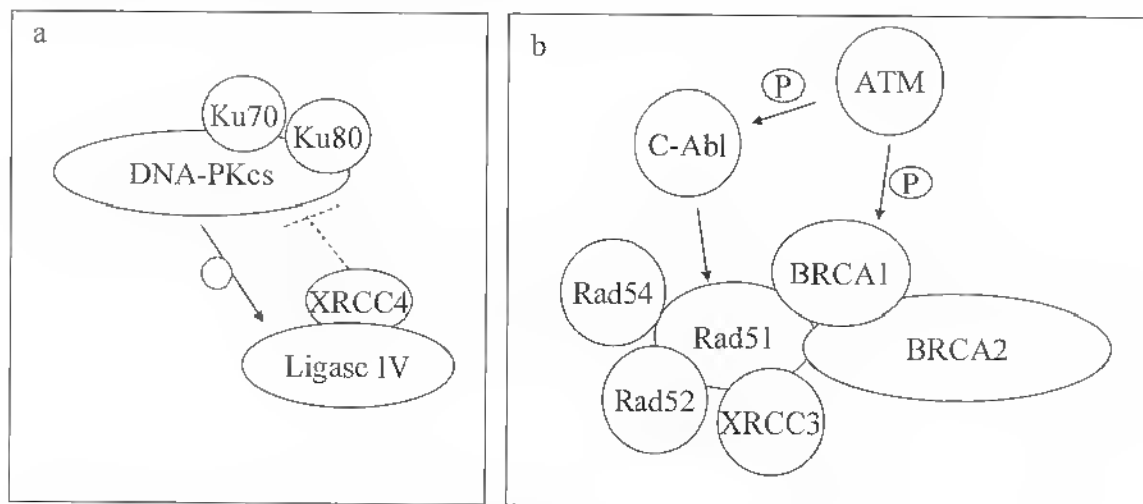 a
Ku70
Ku80
DNA-PKcs
XRCC4
Ligase IV
b
ATM
P
C-Abl
P
BRCA1
Rad54
Rad51
BRCA2
Rad52
XRCC3